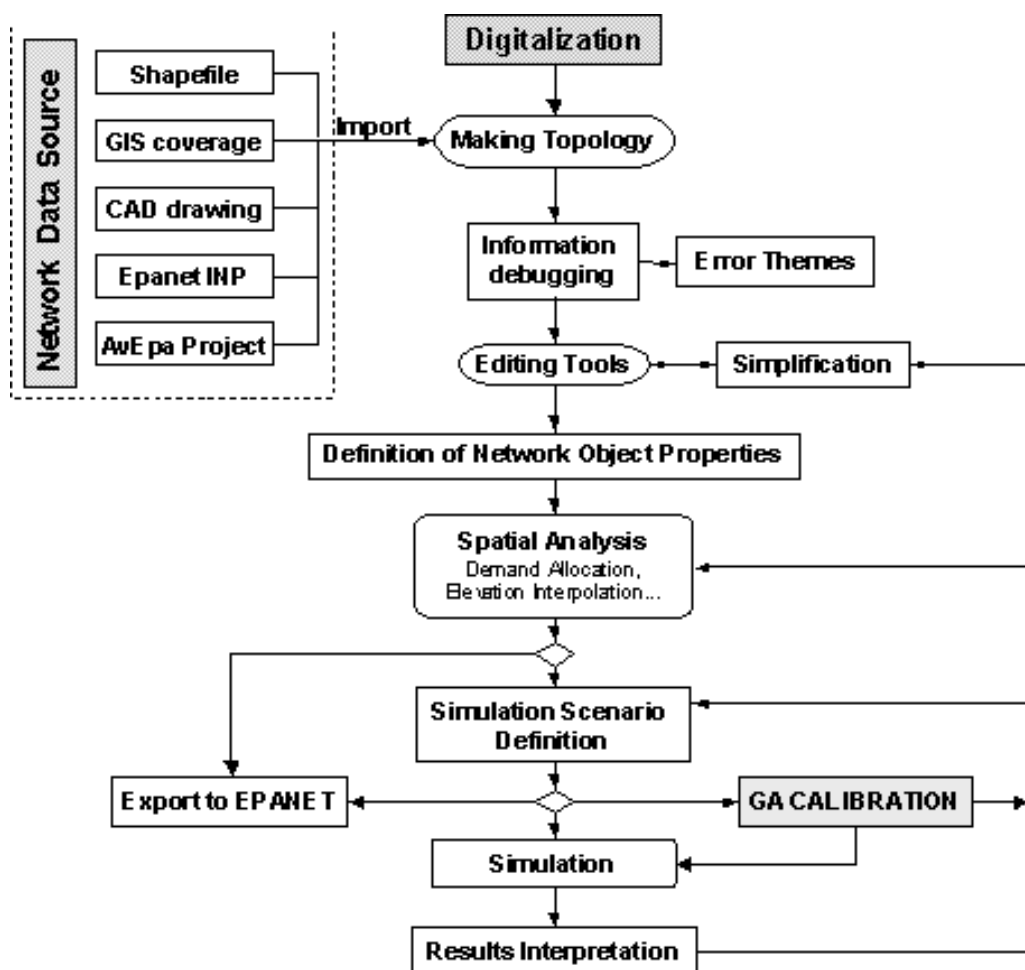 Network Data Source
Shapefile
GIS coverage
CAD drawing
Epanet INP
AvEpa Project
Import
Digitalization
Making Topology
Information
debugging
Error Themes
Editing Tools
Simplification
Definition of Network Object Properties
Spatial Analysis
Demand Allocation,
Elevation Interpolation...
Simulation Scenario
Definition
Export to EPANET
GA CALIBRATION
Simulation
Results Interpretation